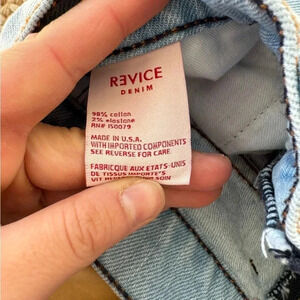 REVICE
DENIM
98% cotton
2% elastane
RN# 150079
MADE IN U.S.A.
WITH IMPORTED COMPONENTS
SEE REVERSE FOR CARE
FABRIQUE AUX ETATS-UNIS
DE TISSUS IMPORTE'S